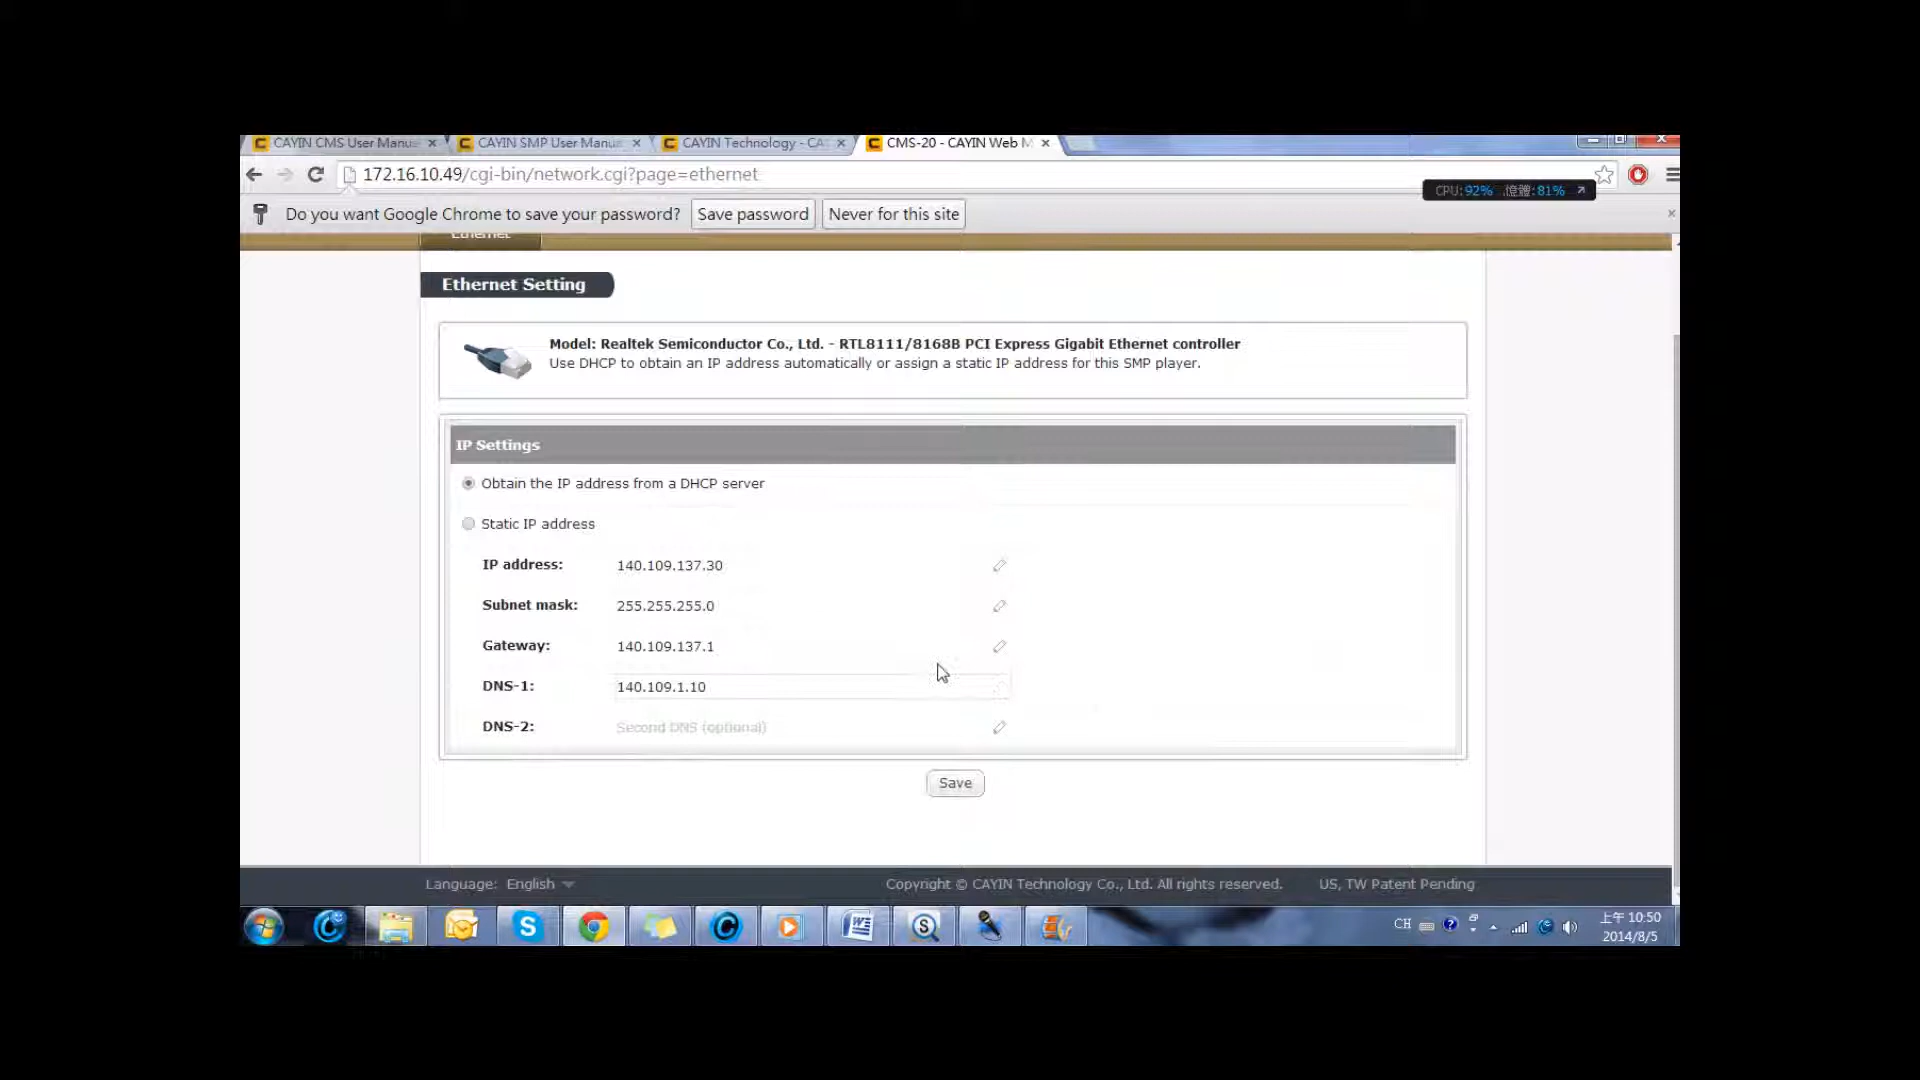 CAYIN CMS User Manua
CAYIN SMP User Manua
CAYIN Technology - CA
CMS-20 - CAYIN Web M
172.16.10.49/cgi-bin/network.cgi?page=ethernet
CPU:92% 記憶體:81%
Do you want Google Chrome to save your password? Save password Never for this site
Ethernet
Ethernet Setting
Model: Realtek Semiconductor Co., Ltd. - RTL8111/8168B PCI Express Gigabit Ethernet controller
Use DHCP to obtain an IP address automatically or assign a static IP address for this SMP player.
IP Settings
Obtain the IP address from a DHCP server
Static IP address
IP address: 140.109.137.30
Subnet mask: 255.255.255.0
Gateway: 140.109.137.1
DNS-1: 140.109.1.10
DNS-2: Second DNS (optional)
Save
Language: English
Copyright © CAYIN Technology Co., Ltd. All rights reserved. US, TW Patent Pending
CH
上午 10:50
2014/8/5